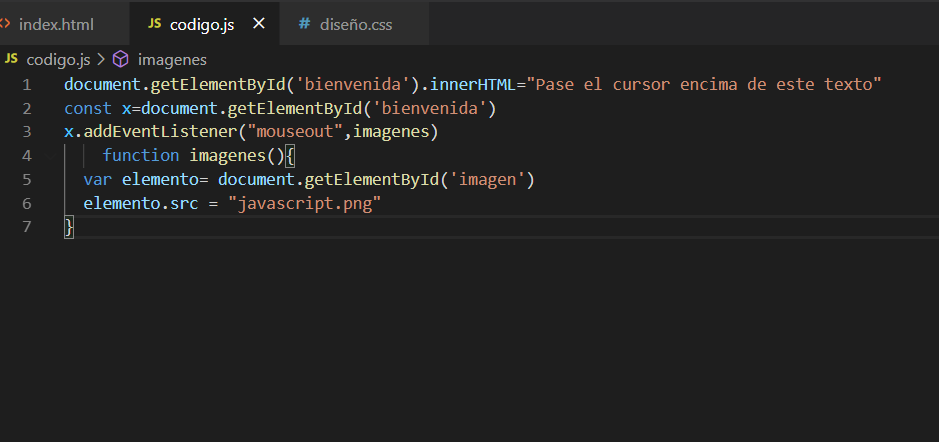 index.html JS codigo.js × # diseño.css
JS codigo.js > imagenes
1 document.getElementById('bienvenida').innerHTML="Pase el cursor encima de este texto"
2 const x=document.getElementById('bienvenida')
3 x.addEventListener("mouseout",imagenes)
4 function imagenes(){
5 var elemento= document.getElementById('imagen')
6 elemento.src = "javascript.png"
7 }